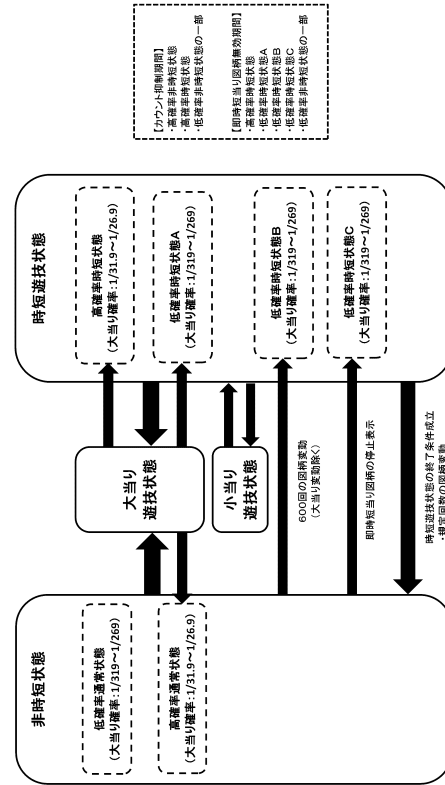 非時短状態
低確率通常状態
（大当り確率：1/319～1/269）
高確率通常状態
（大当り確率：1/31.9～1/26.9）
大当り
遊技状態
小当り
遊技状態
600回の図柄変動
（大当り変動除く）
即時短当り図柄の停止表示
時短遊技状態の終了条件成立
・規定回数の図柄変動
時短遊技状態
高確率時短状態
（大当り確率：1/31.9～1/26.9）
低確率時短状態A
（大当り確率：1/319～1/269）
低確率時短状態B
（大当り確率：1/319～1/269）
低確率時短状態C
（大当り確率：1/319～1/269）
【カウント抑制期間】
・高確率非時短状態
・高確率時短状態
・低確率非時短状態の一部
【即時短当り図柄無効期間】
・高確率時短状態
・低確率時短状態A
・低確率時短状態B
・低確率時短状態C
・低確率非時短状態の一部